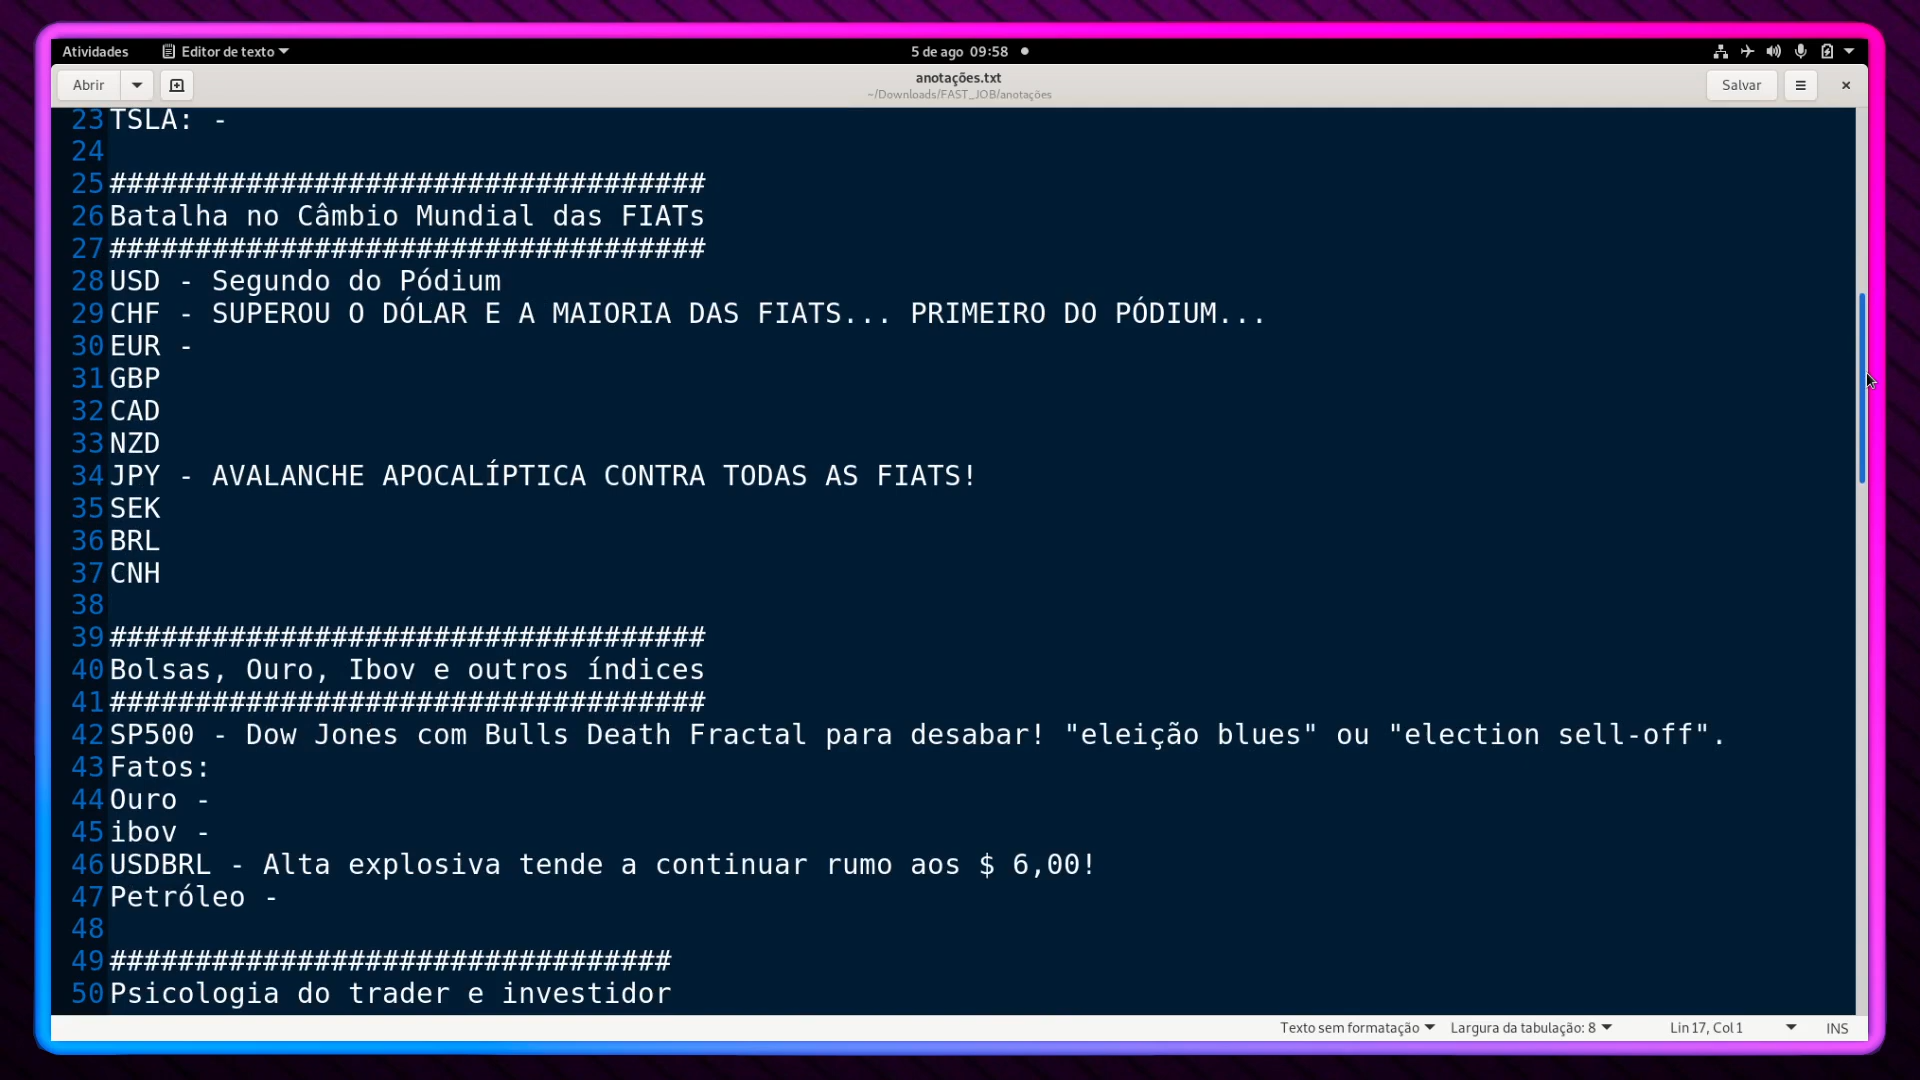 Atividades Editor de texto 5 de ago 09:58
Abrir anotações.txt Salvar
~/Downloads/FAST_JOB/anotações
23 TSLA: -
24
25 ###################################
26 Batalha no Câmbio Mundial das FIATs
27 ###################################
28 USD - Segundo do Pódium
29 CHF - SUPEROU O DÓLAR E A MAIORIA DAS FIATS... PRIMEIRO DO PÓDIUM...
30 EUR -
31 GBP
32 CAD
33 NZD
34 JPY - AVALANCHE APOCALÍPTICA CONTRA TODAS AS FIATS!
35 SEK
36 BRL
37 CNH
38
39 ###################################
40 Bolsas, Ouro, Ibov e outros índices
41 ###################################
42 SP500 - Dow Jones com Bulls Death Fractal para desabar! "eleição blues" ou "election sell-off".
43 Fatos:
44 Ouro -
45 ibov -
46 USDBRL - Alta explosiva tende a continuar rumo aos $ 6,00!
47 Petróleo -
48
49 #################################
50 Psicologia do trader e investidor
Texto sem formatação Largura da tabulação: 8 Lin 17, Col 1 INS